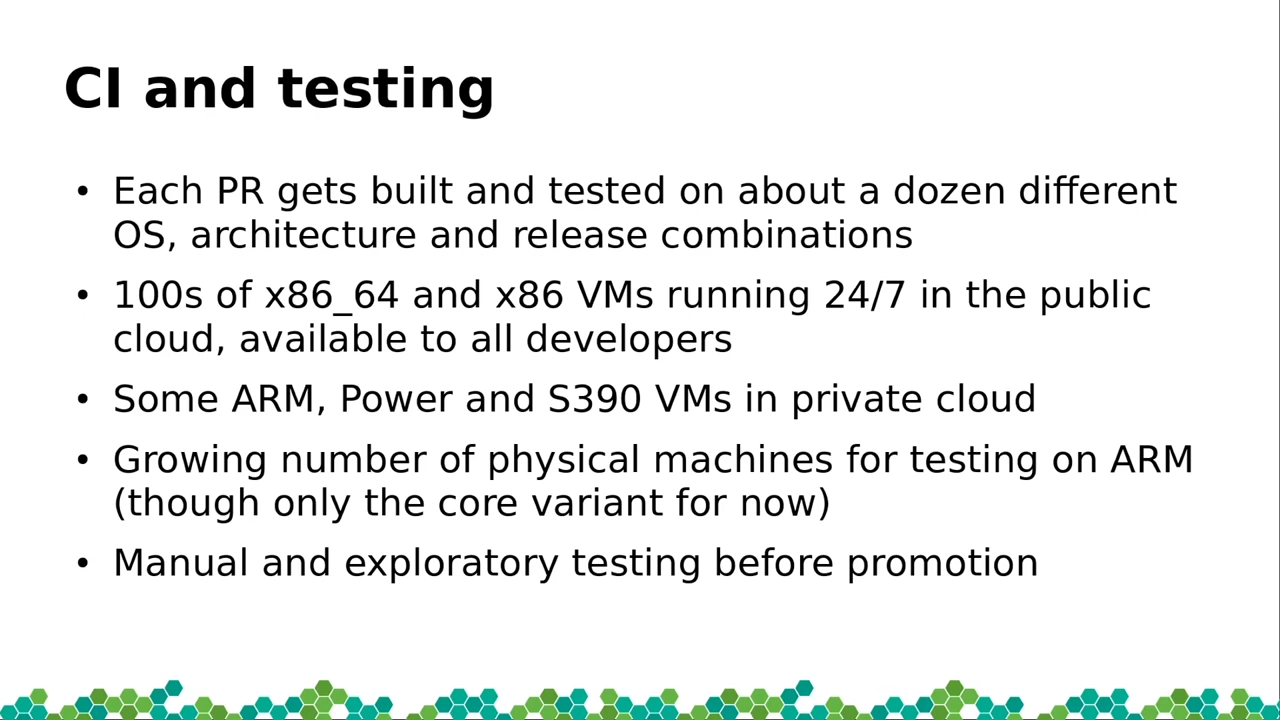 CI and testing
• Each PR gets built and tested on about a dozen different
OS, architecture and release combinations
• 100s of x86_64 and x86 VMs running 24/7 in the public
cloud, available to all developers
• Some ARM, Power and S390 VMs in private cloud
• Growing number of physical machines for testing on ARM
(though only the core variant for now)
• Manual and exploratory testing before promotion